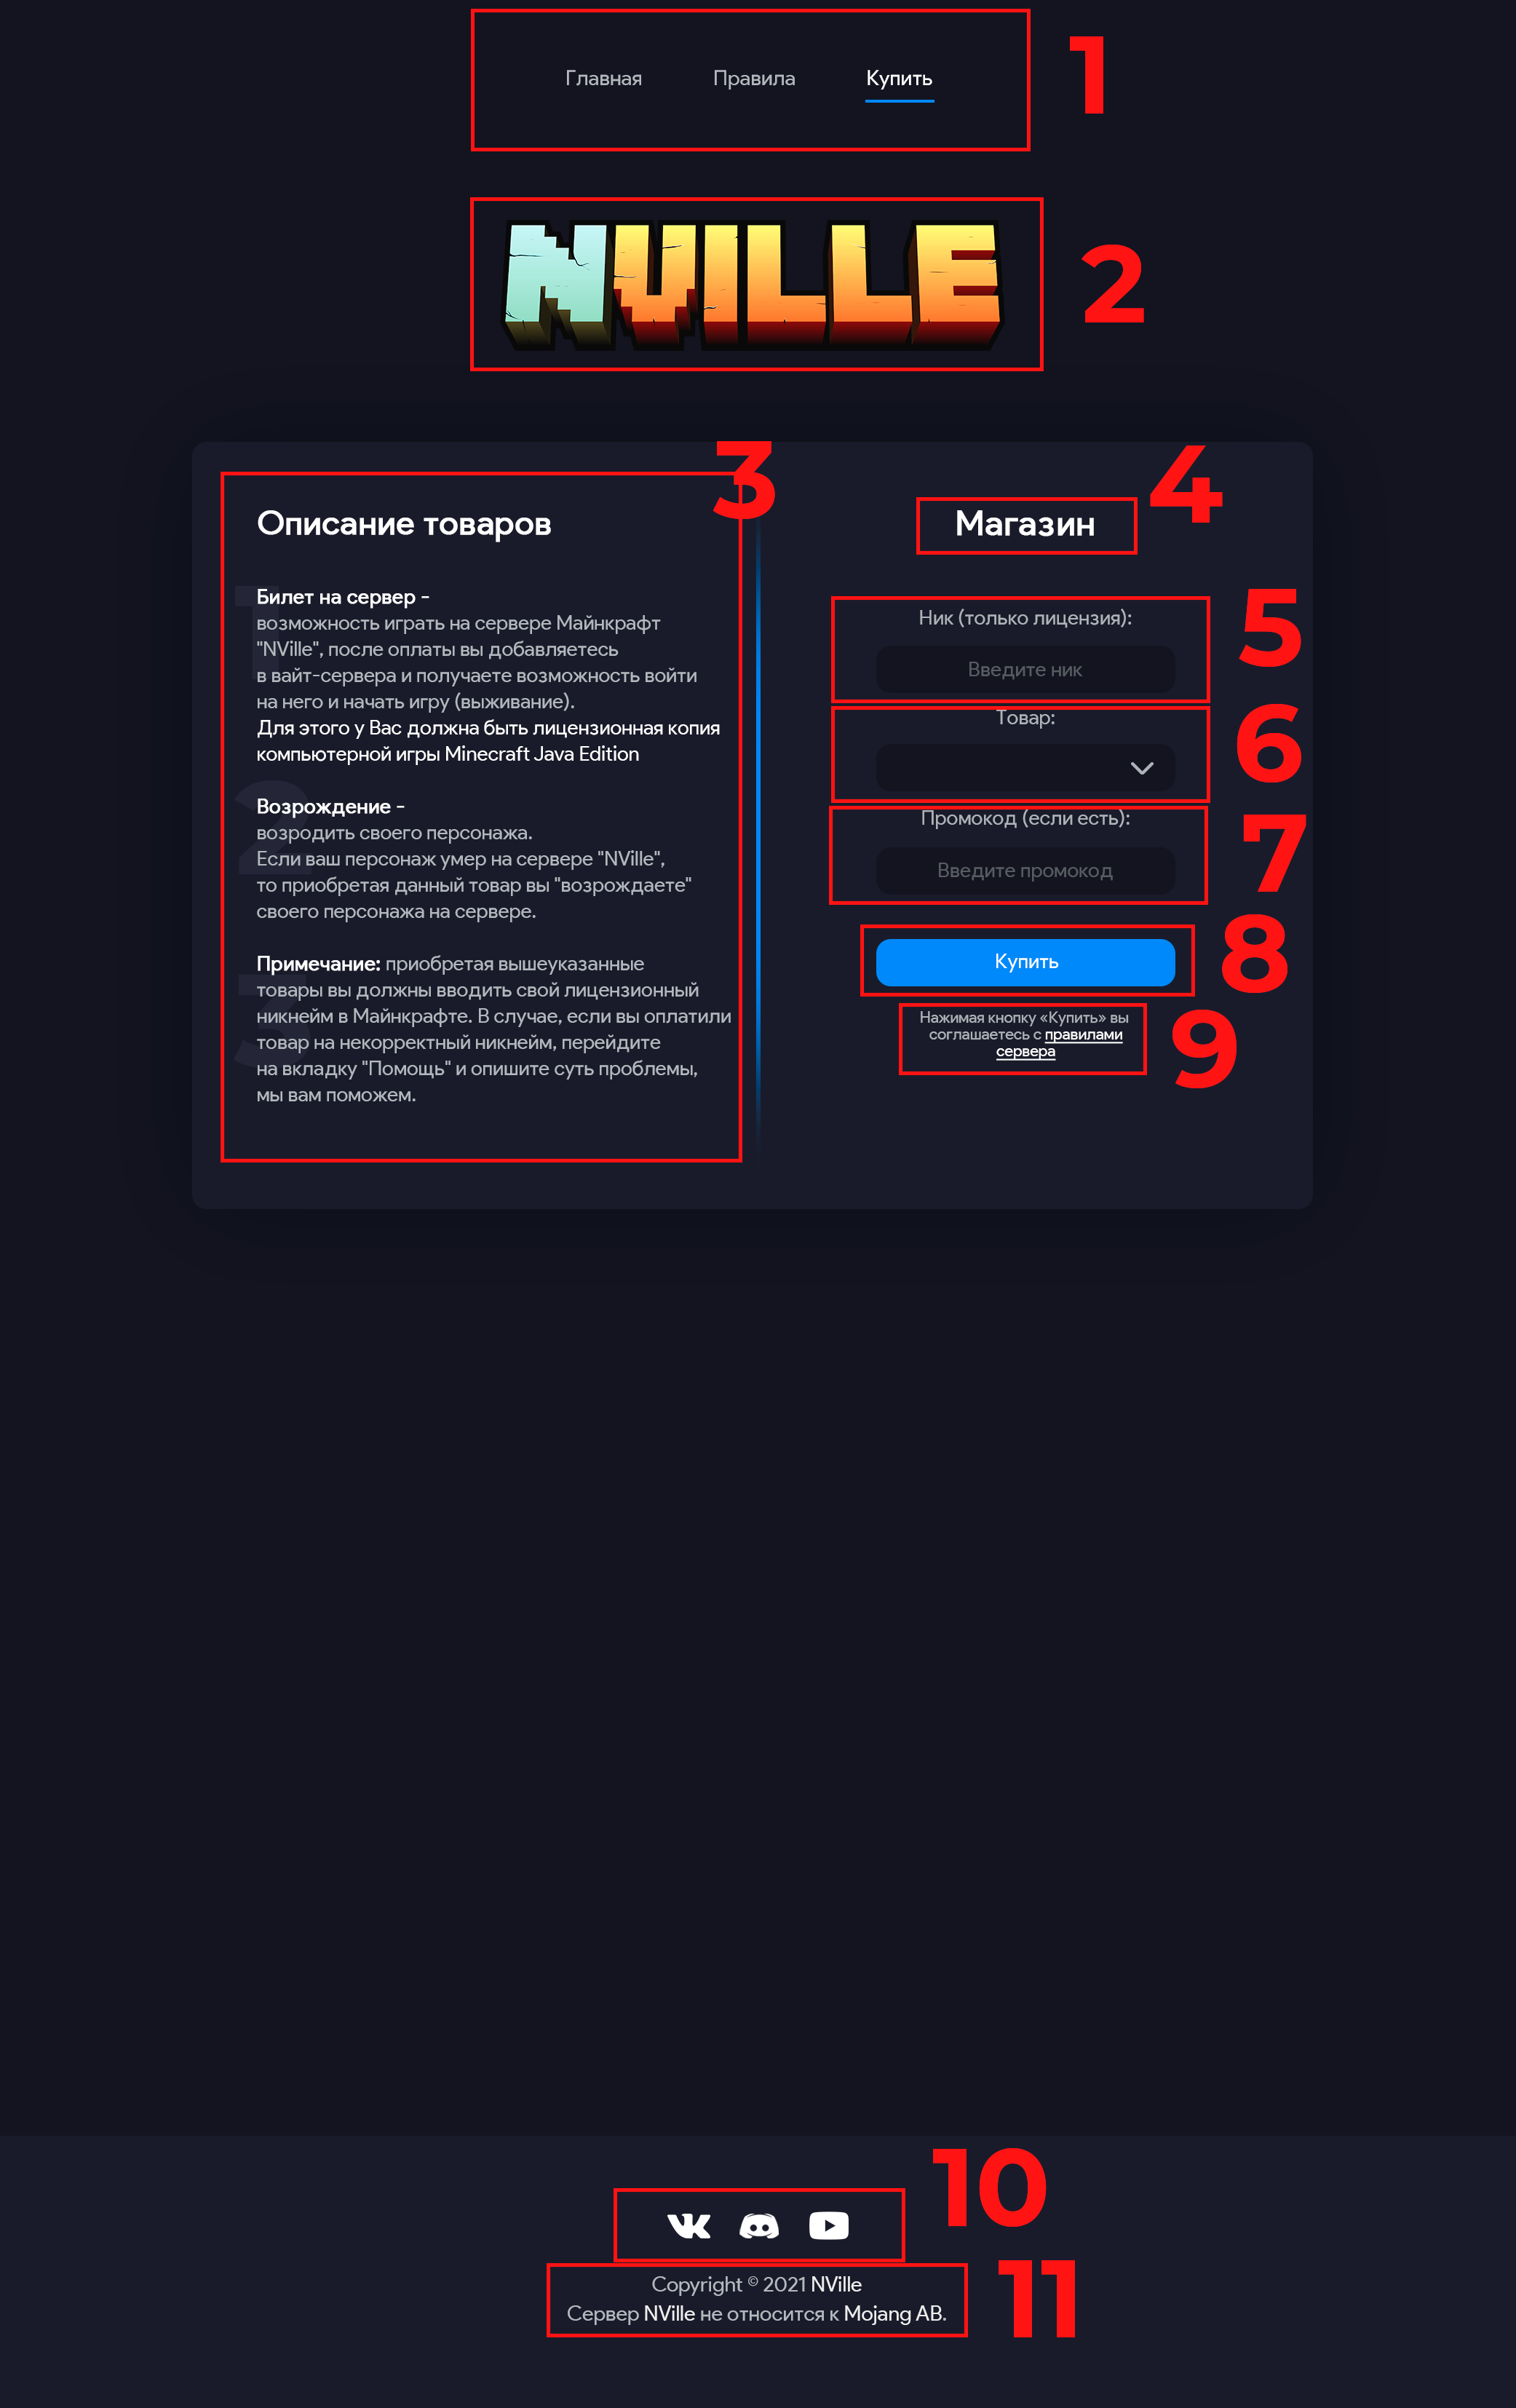 Главная Правила Купить
1
NVILLE
2
3
Описание товаров
1
Билет на сервер -
возможность играть на сервере Майнкрафт
"NVille", после оплаты вы добавляетесь
в вайт-сервера и получаете возможность войти
на него и начать игру (выживание).
Для этого у Вас должна быть лицензионная копия
компьютерной игры Minecraft Java Edition
2
Возрождение -
возродить своего персонажа.
Если ваш персонаж умер на сервере "NVille",
то приобретая данный товар вы "возрождаете"
своего персонажа на сервере.
3
Примечание: приобретая вышеуказанные
товары вы должны вводить свой лицензионный
никнейм в Майнкрафте. В случае, если вы оплатили
товар на некорректный никнейм, перейдите
на вкладку "Помощь" и опишите суть проблемы,
мы вам поможем.
4
Магазин
5
Ник (только лицензия):
Введите ник
6
Товар:
7
Промокод (если есть):
Введите промокод
8
Купить
9
Нажимая кнопку «Купить» вы
соглашаетесь с правилами
сервера
10
11
Copyright © 2021 NVille
Сервер NVille не относится к Mojang AB.